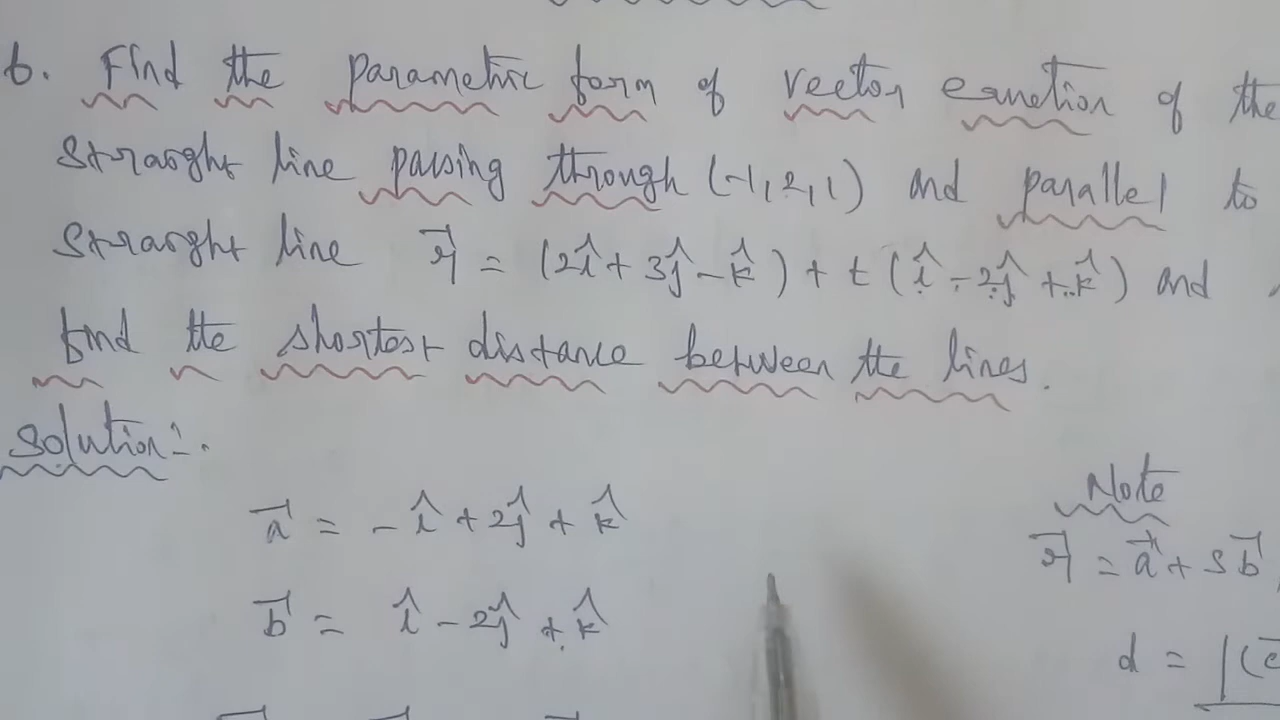 6. Find the parametric form of vector equation of the
straight line passing through (-1, 2, 1) and parallel to
straight line r⃗ = (2î + 3ĵ - k̂) + t (î - 2ĵ + k̂) and
find the shortest distance between the lines.
Solution:-
a⃗ = -î + 2ĵ + k̂
b⃗ = î - 2ĵ + k̂
Note
r⃗ = a⃗ + s b⃗,
d = |(c⃗